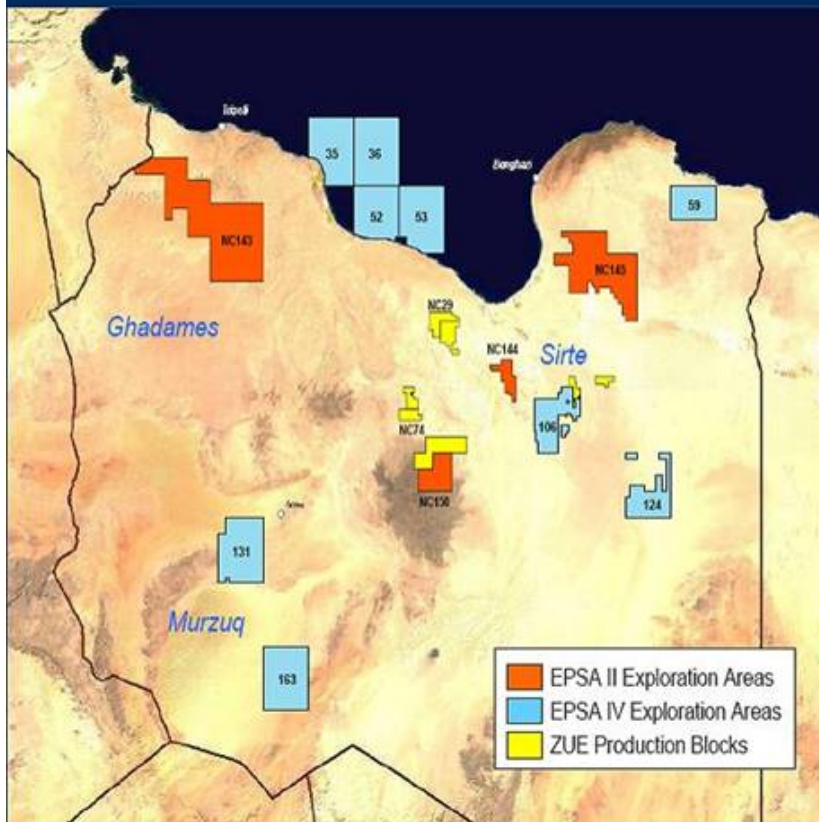 Tripoli
35
36
Benghazi
59
52
53
NC143
NC145
NC29
Ghadames
NC144
Sirte
106
NC74
NC150
124
131
Murzuq
163
EPSA II Exploration Areas
EPSA IV Exploration Areas
ZUE Production Blocks